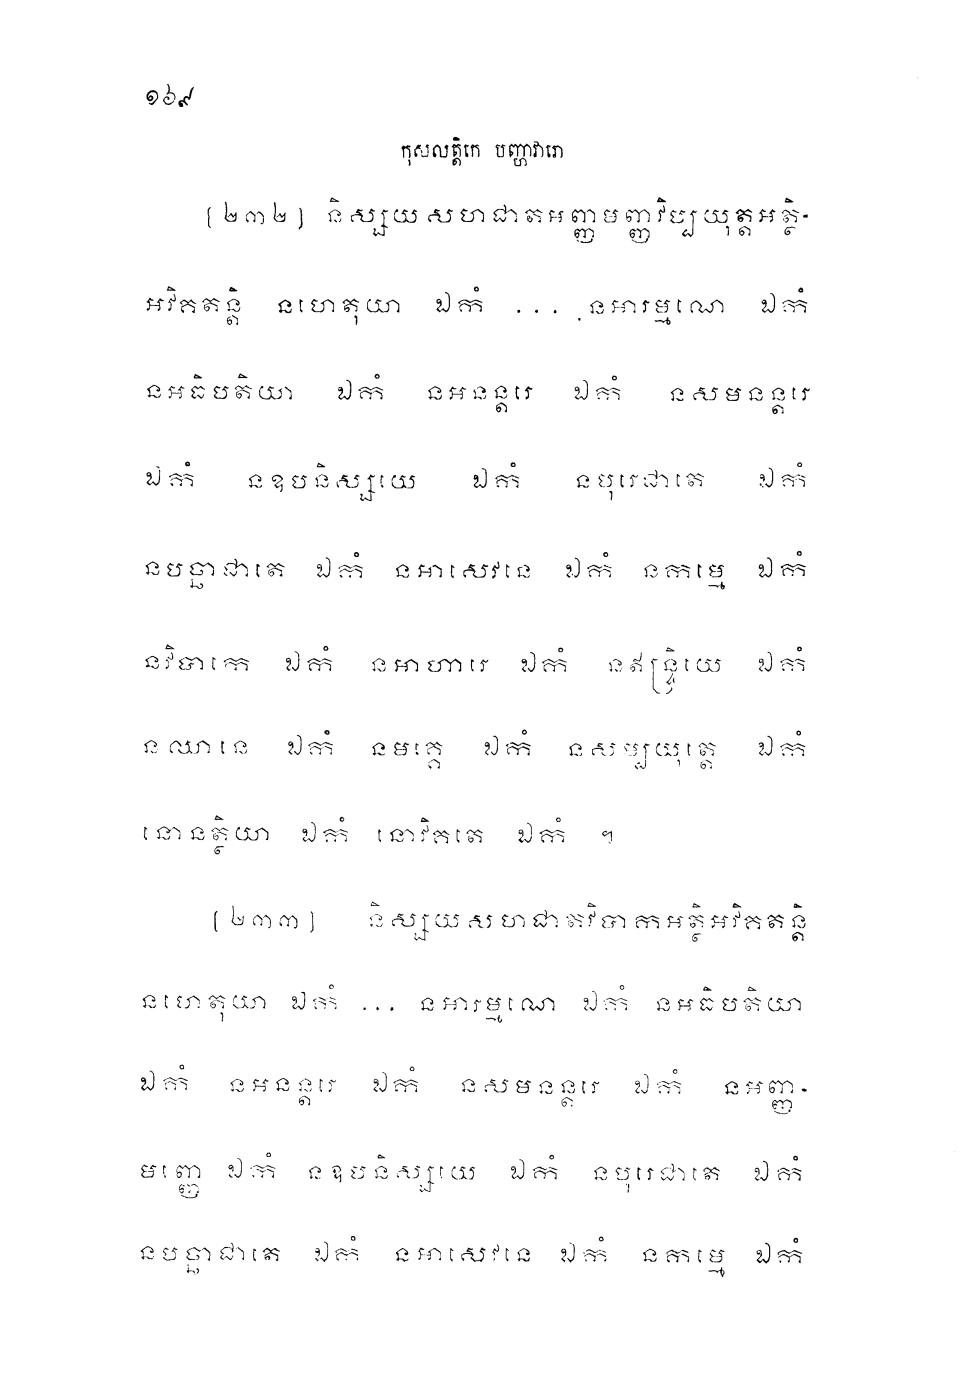 ១៦៩
កុសលត្តិកេ បញ្ហាវារោ
(២៣២) និស្សយសហជាតអញ្ញមញ្ញវិប្បយុត្តអត្ថិ-
អវិគតន្តិ នហេតុយា ឯកំ ... នអារម្មណេ ឯកំ
នអធិបតិយា ឯកំ នអនន្តរេ ឯកំ នសមនន្តរេ
ឯកំ នឧបនិស្សយេ ឯកំ នបុរេជាតេ ឯកំ
នបច្ឆាជាតេ ឯកំ នអាសេវនេ ឯកំ នកម្មេ ឯកំ
នវិបាកេ ឯកំ នអាហារេ ឯកំ នឥន្ទ្រិយេ ឯកំ
នឈានេ ឯកំ នមគ្គេ ឯកំ នសម្បយុត្តេ ឯកំ
នោនត្ថិយា ឯកំ នោវិគតេ ឯកំ ។
(២៣៣) និស្សយសហជាតវិបាកអត្ថិអវិគតន្តិ
នហេតុយា ឯកំ ... នអារម្មណេ ឯកំ នអធិបតិយា
ឯកំ នអនន្តរេ ឯកំ នសមនន្តរេ ឯកំ នអញ្ញ-
មញ្ញេ ឯកំ នឧបនិស្សយេ ឯកំ នបុរេជាតេ ឯកំ
នបច្ឆាជាតេ ឯកំ នអាសេវនេ ឯកំ នកម្មេ ឯកំ